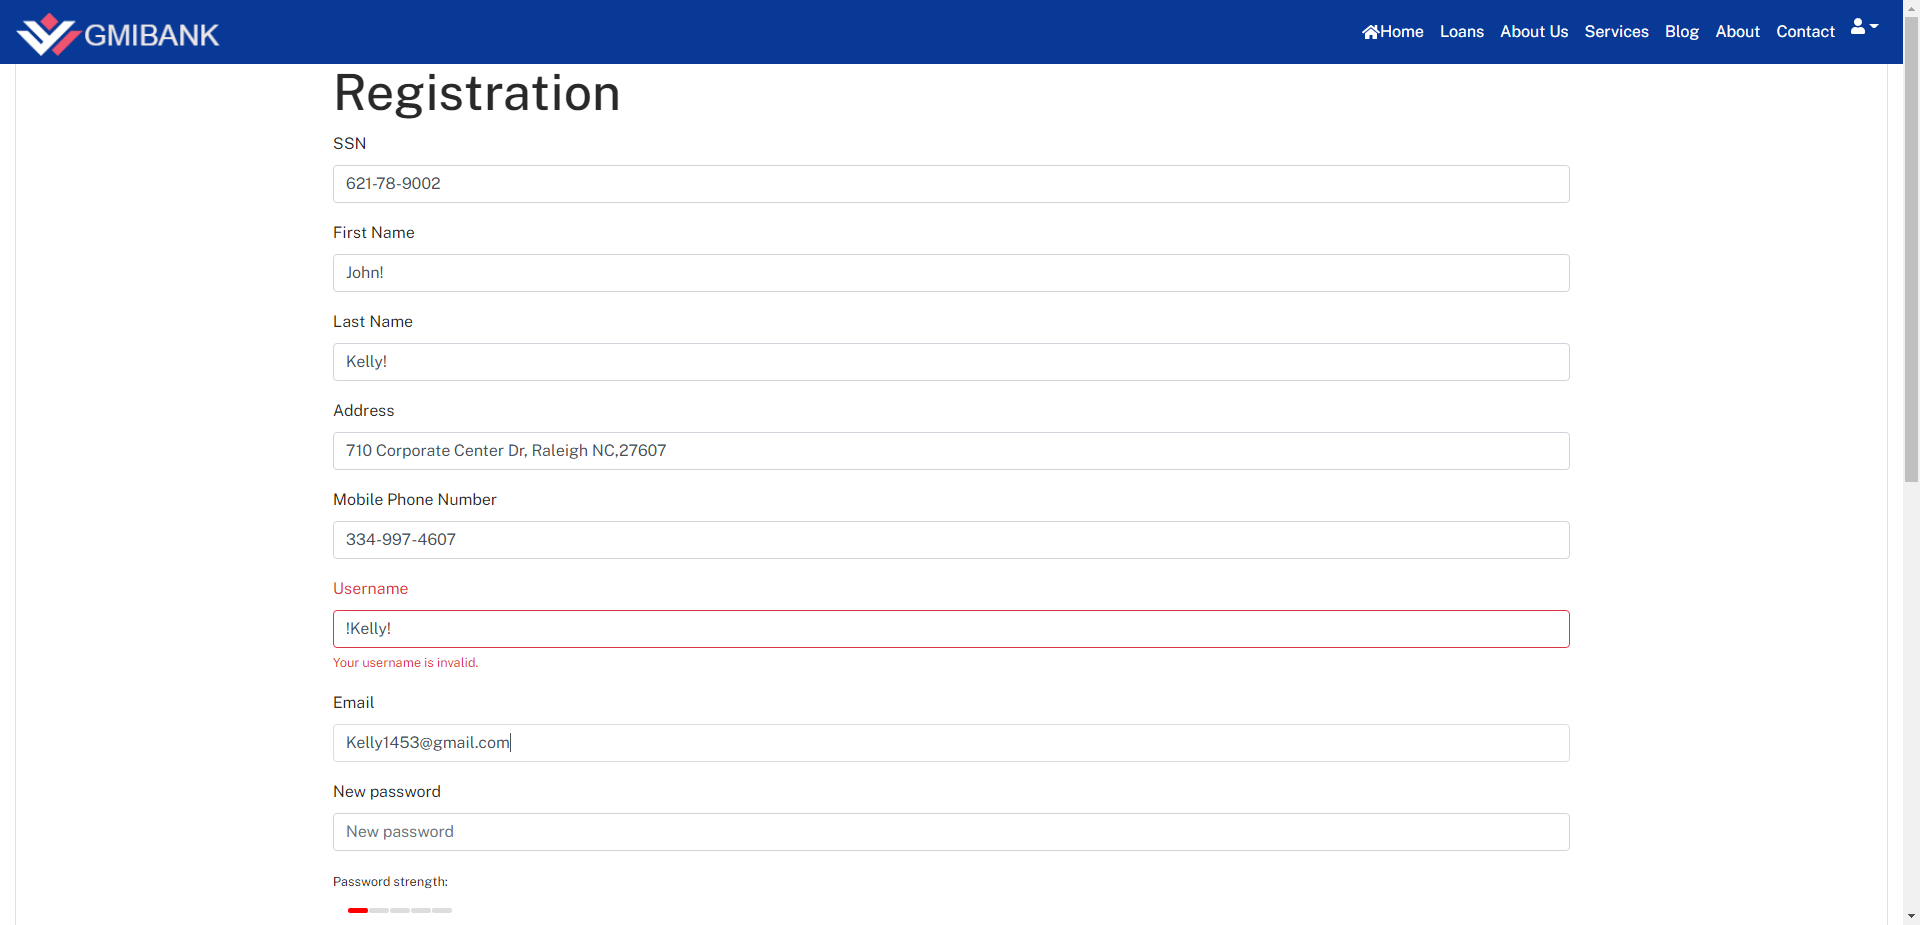 GMIBANK
Home Loans About Us Services Blog About Contact
Registration
SSN
621-78-9002
First Name
John!
Last Name
Kelly!
Address
710 Corporate Center Dr, Raleigh NC,27607
Mobile Phone Number
334-997-4607
Username
!Kelly!
Your username is invalid.
Email
Kelly1453@gmail.com
New password
New password
Password strength: